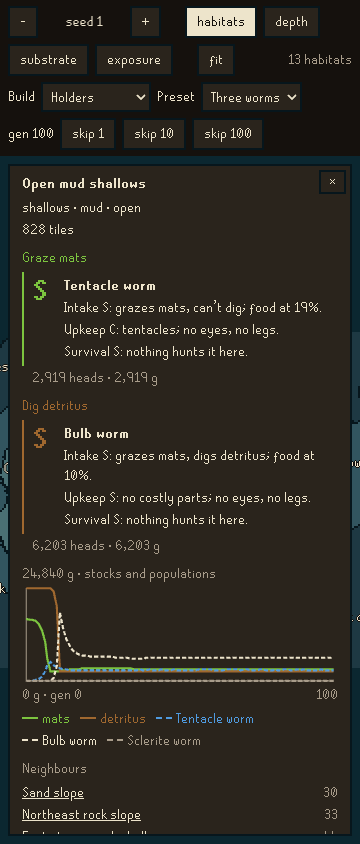 - seed 1 + habitats depth
substrate exposure fit 13 habitats
Build Holders Preset Three worms
gen 100 skip 1 skip 10 skip 100
Open mud shallows ×
shallows · mud · open
828 tiles
Graze mats
S Tentacle worm
Intake S: grazes mats, can't dig; food at 19%.
Upkeep C: tentacles; no eyes, no legs.
Survival S: nothing hunts it here.
2,919 heads · 2,919 g
Dig detritus
S Bulb worm
Intake S: grazes mats, digs detritus; food at
10%.
Upkeep S: no costly parts; no eyes, no legs.
Survival S: nothing hunts it here.
6,203 heads · 6,203 g
24,840 g · stocks and populations
0 g · gen 0 100
mats detritus Tentacle worm
Bulb worm Sclerite worm
Neighbours
Sand slope 30
Northeast rock slope 33